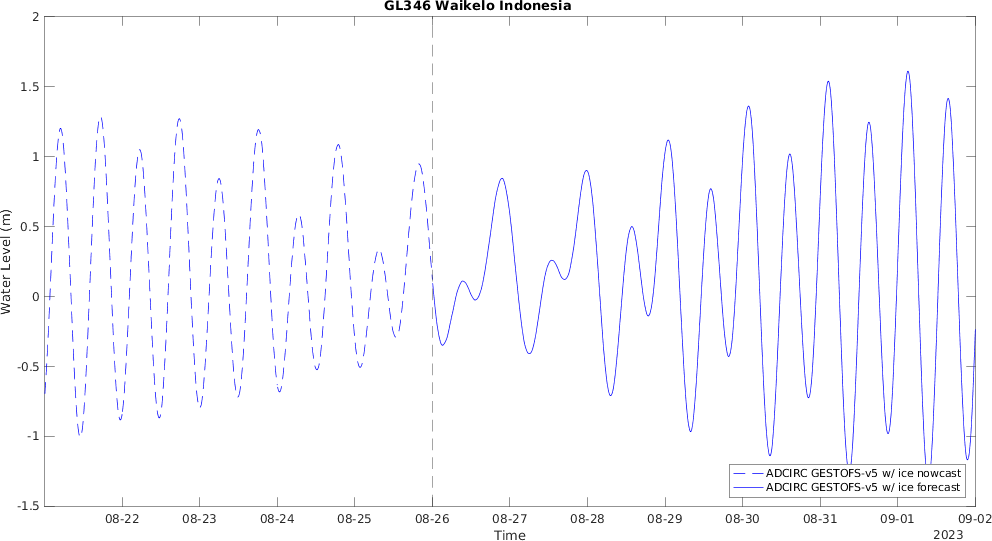 GL346 Waikelo Indonesia
2
1.5
1
0.5
0
-0.5
-1
-1.5
Water Level (m)
ADCIRC GESTOFS-v5 w/ ice nowcast
ADCIRC GESTOFS-v5 w/ ice forecast
08-22 08-23 08-24 08-25 08-26 08-27 08-28 08-29 08-30 08-31 09-01 09-02
Time
2023